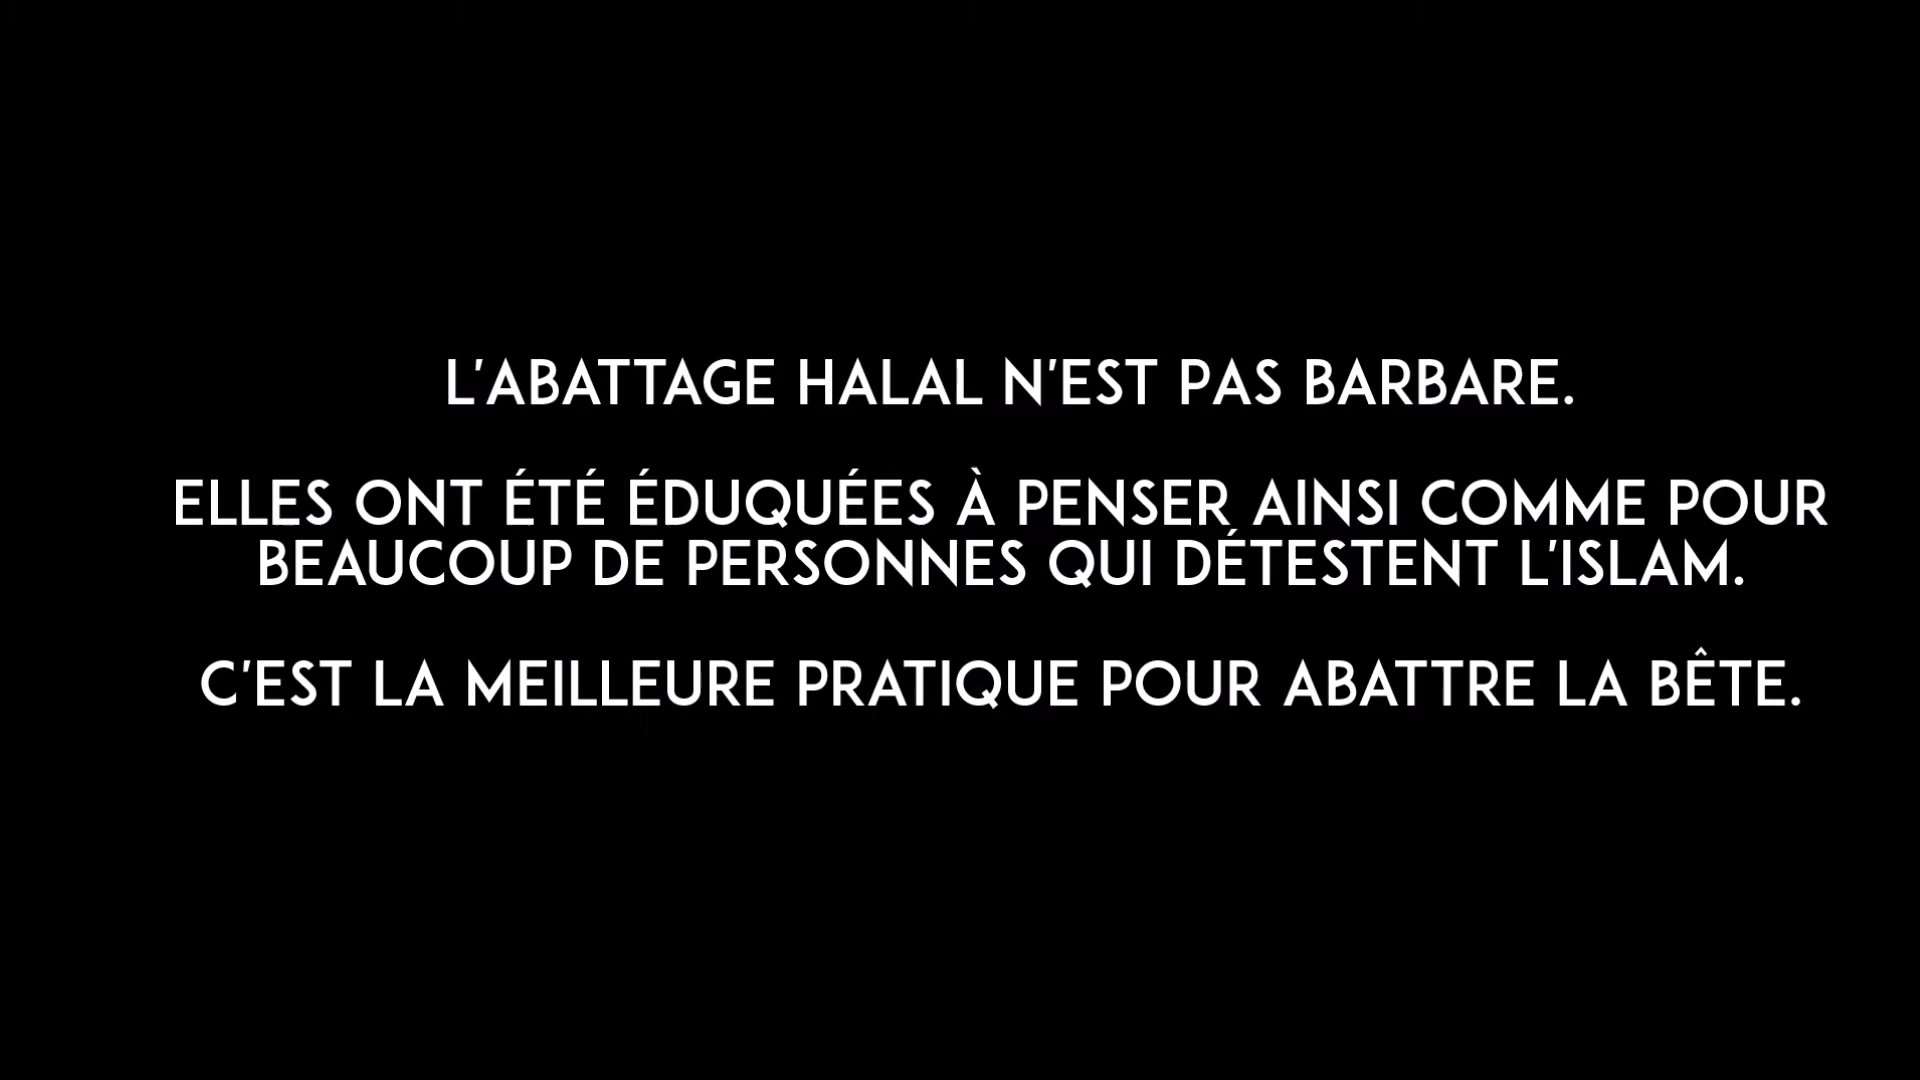 L'ABATTAGE HALAL N'EST PAS BARBARE.
ELLES ONT ÉTÉ ÉDUQUÉES À PENSER AINSI COMME POUR
BEAUCOUP DE PERSONNES QUI DÉTESTENT L'ISLAM.
C'EST LA MEILLEURE PRATIQUE POUR ABATTRE LA BÊTE.